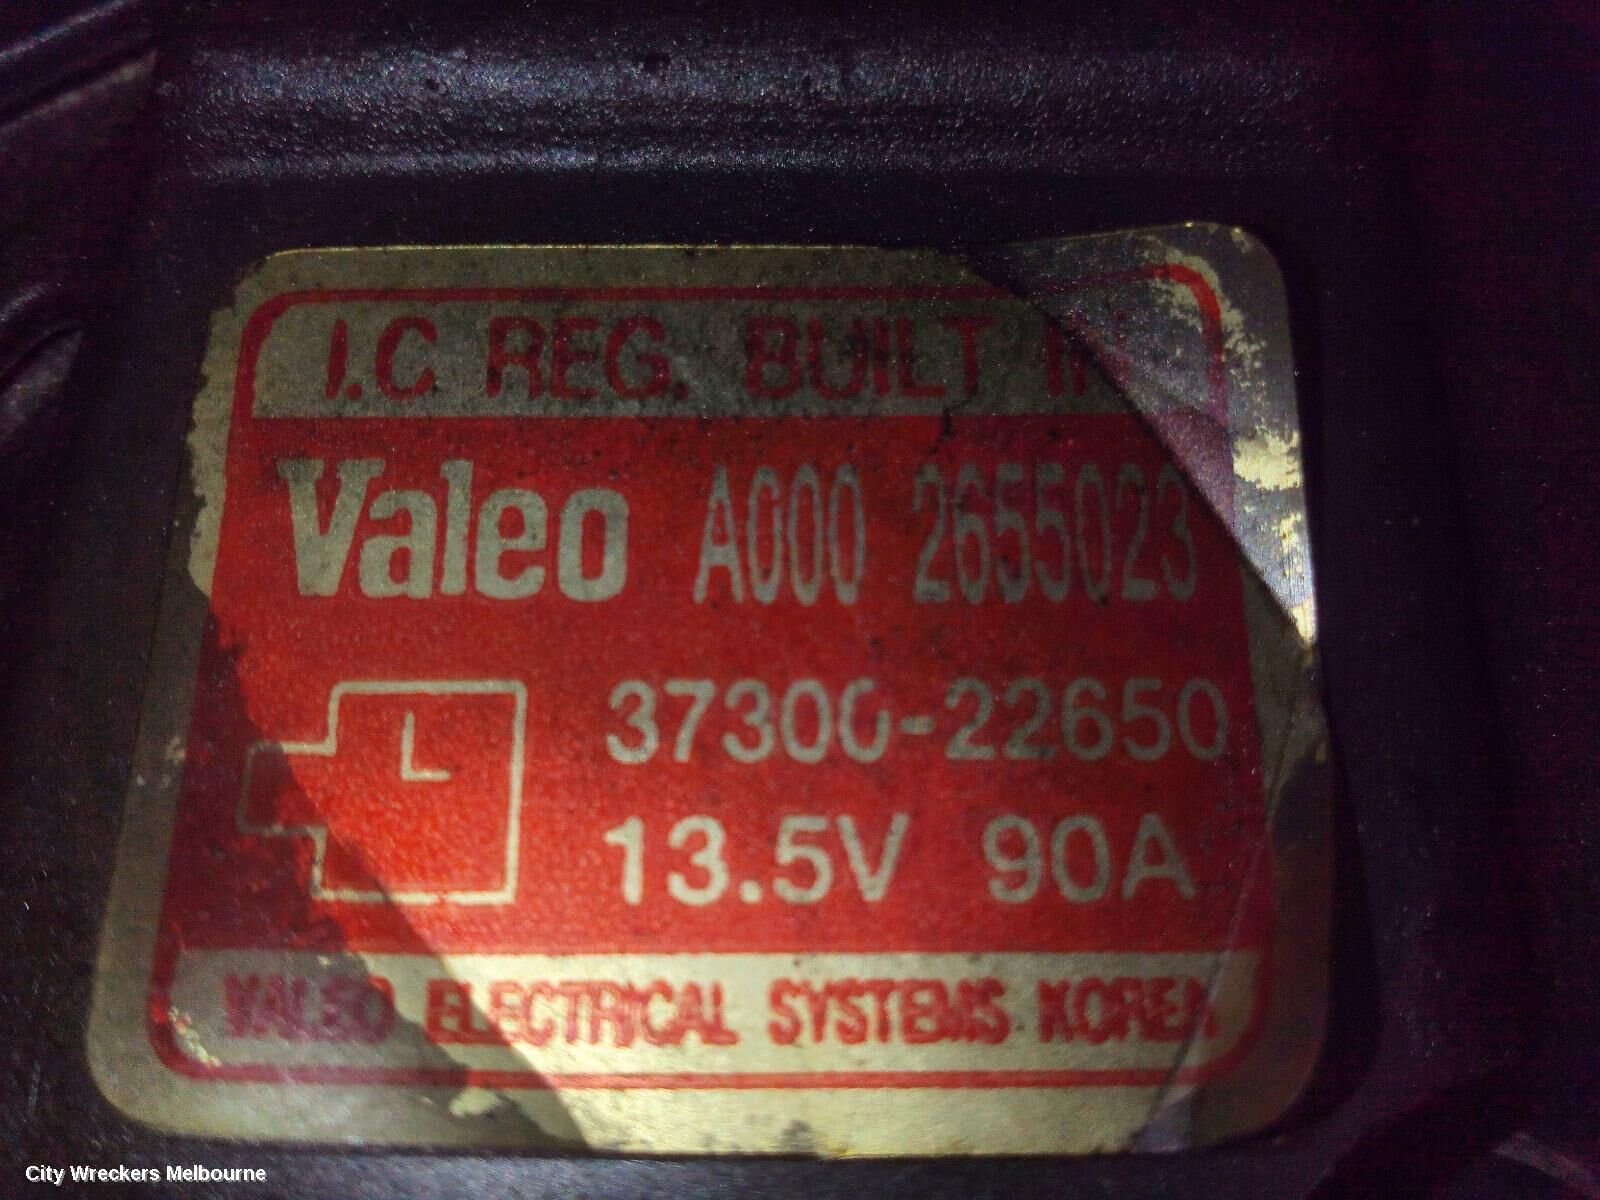 I.C REG. BUILT IN
Valeo A000 2655023
L
37300-22650
13.5V 90A
VALEO ELECTRICAL SYSTEMS KOREA
City Wreckers Melbourne